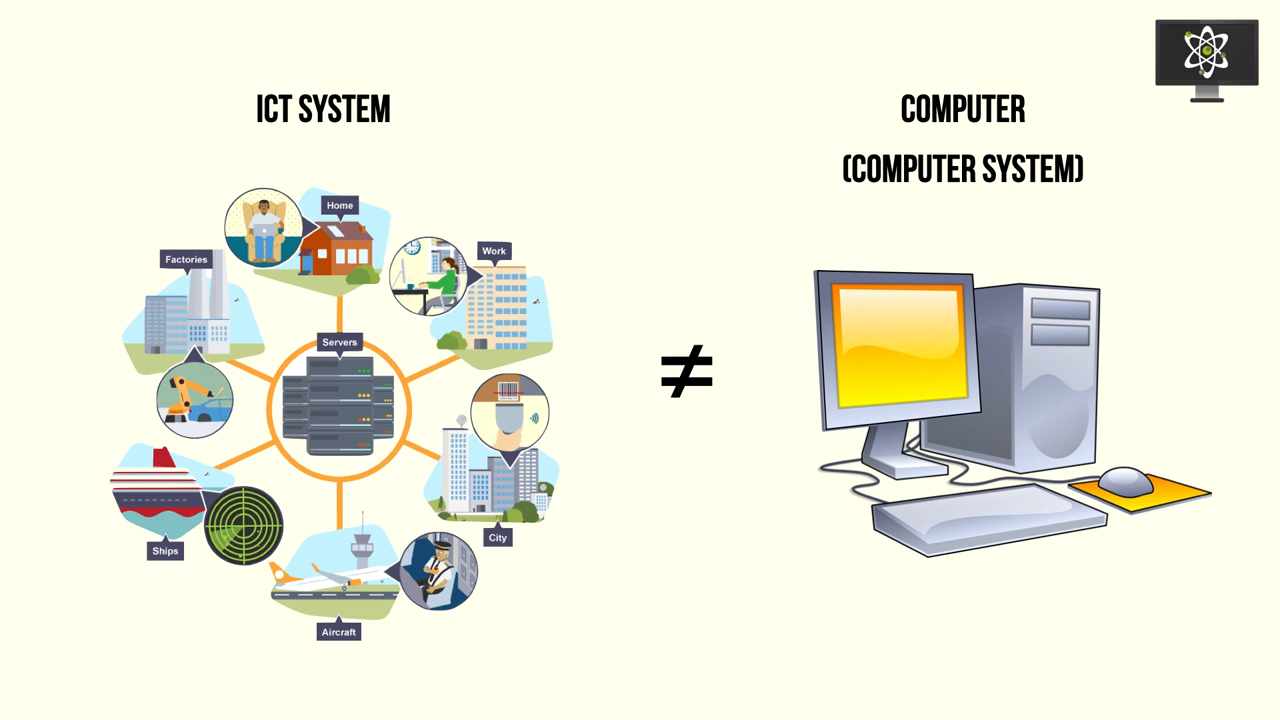 ICT SYSTEM
COMPUTER
(COMPUTER SYSTEM)
Home
Work
Factories
Servers
≠
City
Ships
Aircraft